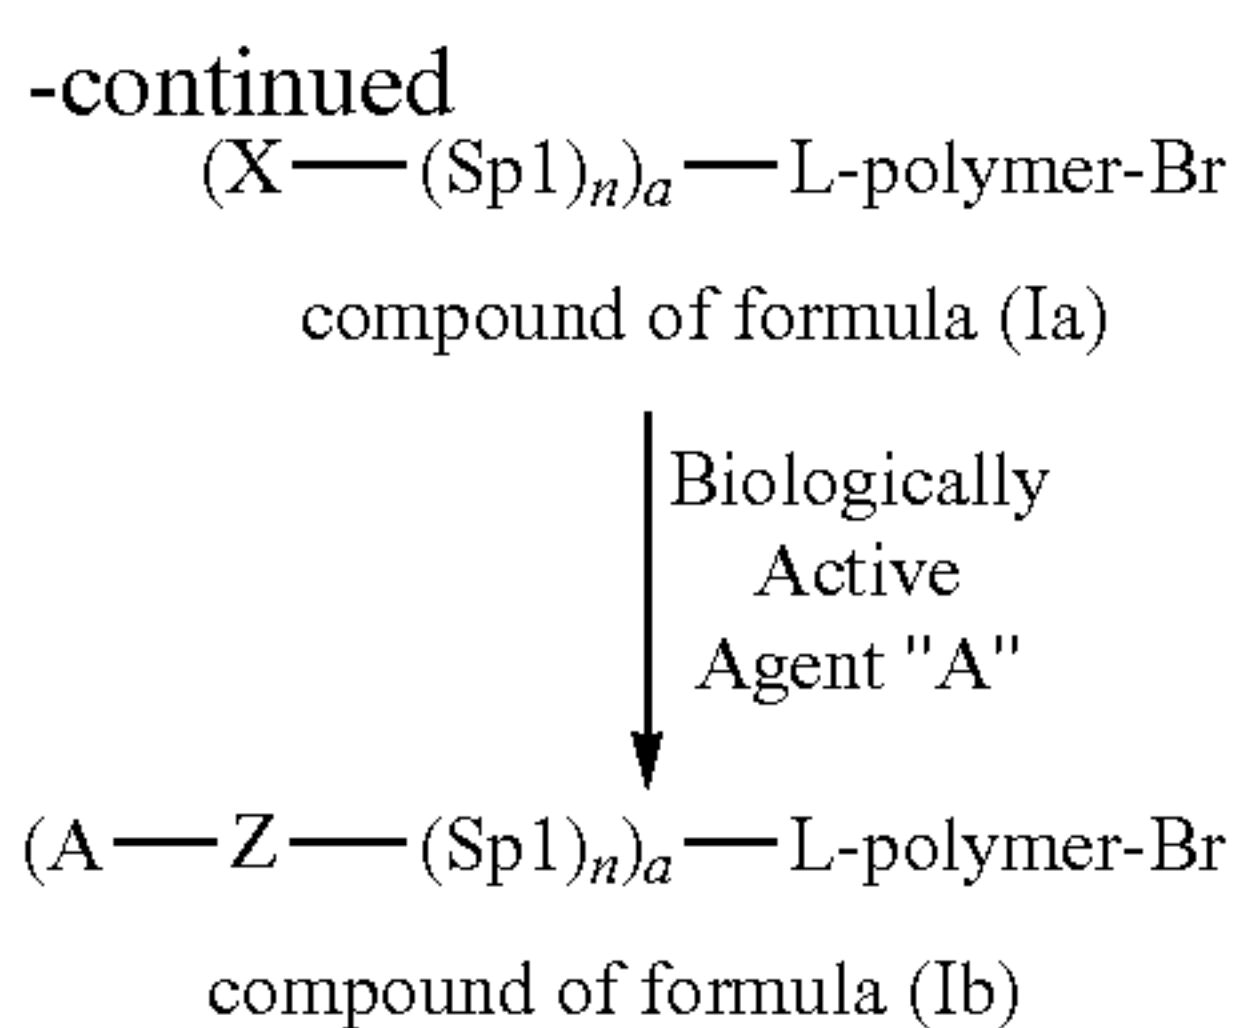 -continued
(X—(Sp1)n)a—L-polymer-Br
compound of formula (Ia)
Biologically
Active
Agent "A"
(A—Z—(Sp1)n)a—L-polymer-Br
compound of formula (Ib)